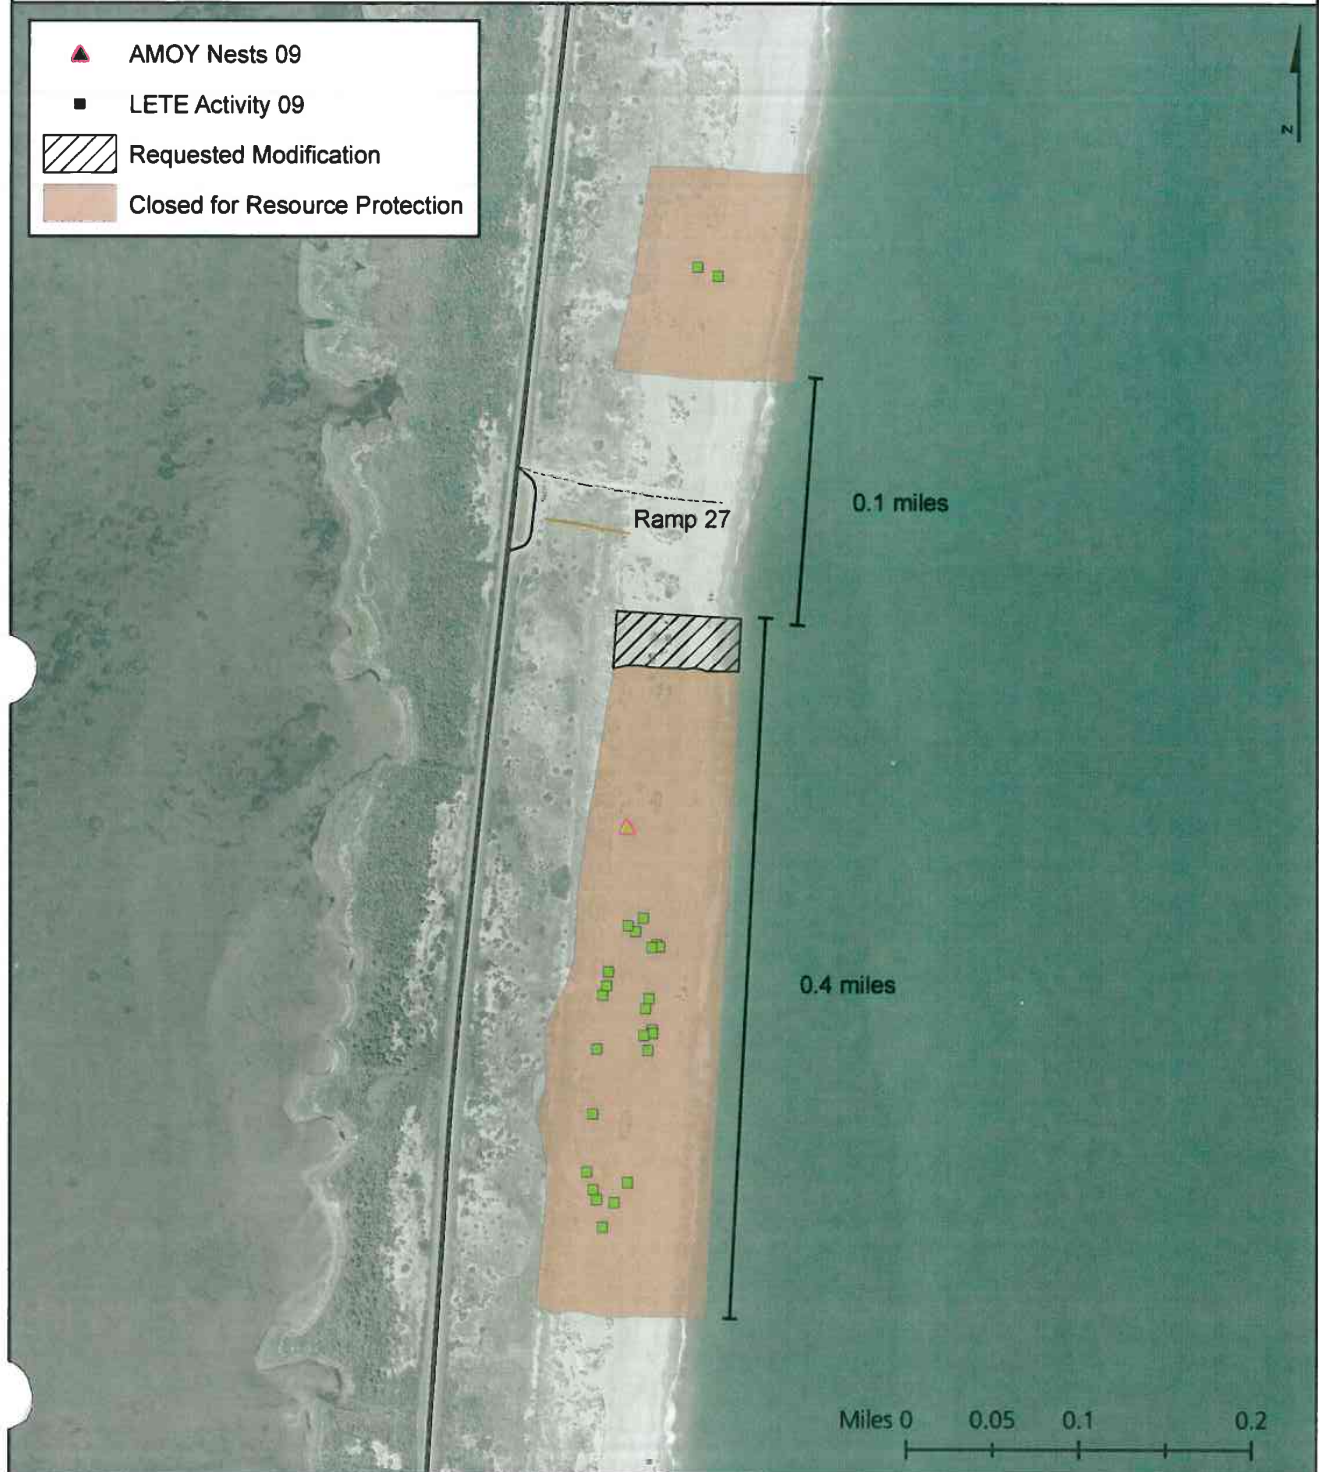 AMOY Nests 09
LETE Activity 09
Requested Modification
Closed for Resource Protection
N
0.1 miles
Ramp 27
0.4 miles
Miles 0 0.05 0.1 0.2